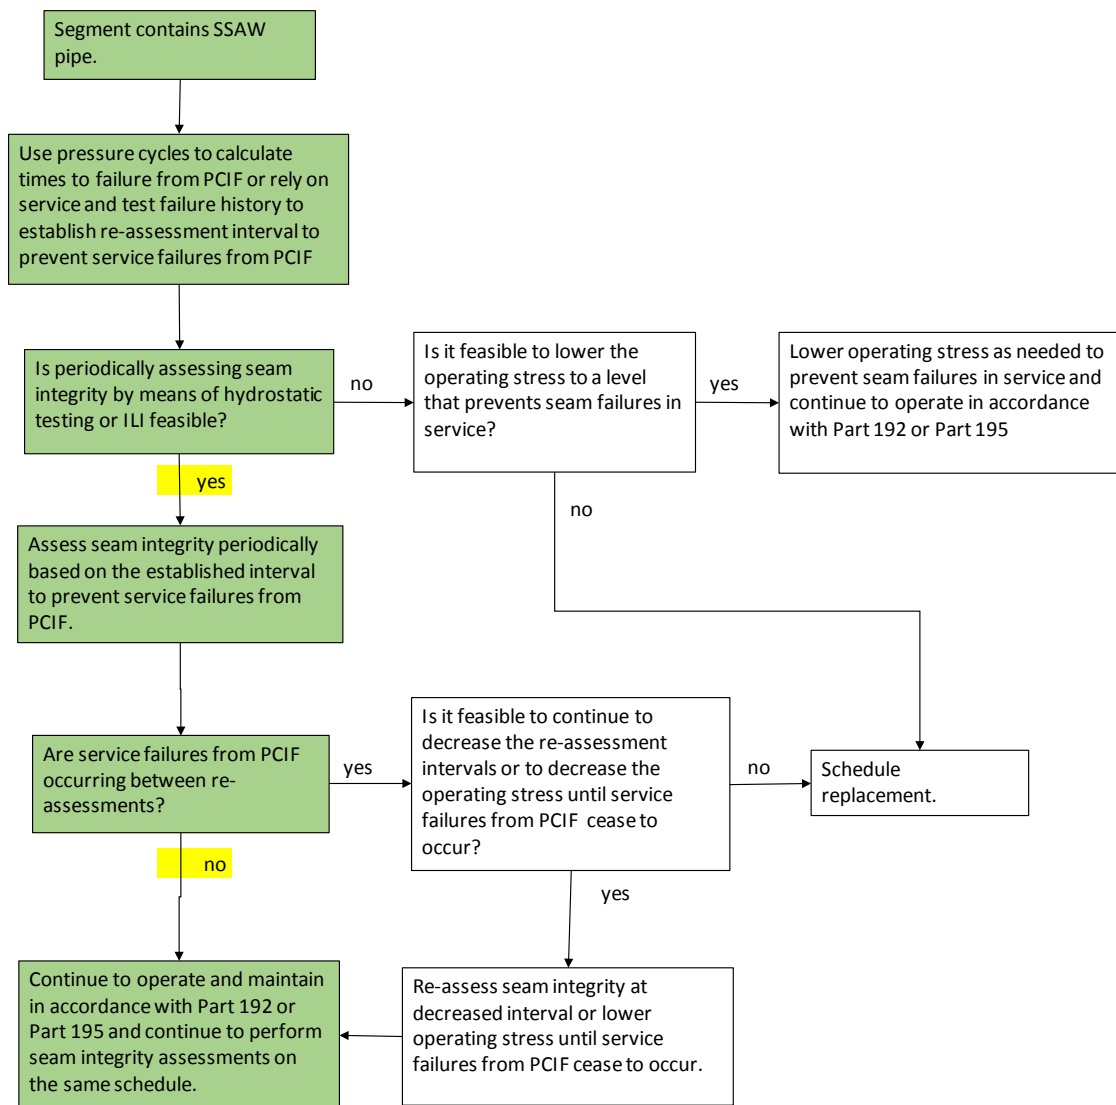 Segment contains SSAW
pipe.
Use pressure cycles to calculate
times to failure from PCIF or rely on
service and test failure history to
establish re-assessment interval to
prevent service failures from PCIF
Is periodically assessing seam
integrity by means of hydrostatic
testing or ILI feasible?
no
Is it feasible to lower the
operating stress to a level
that prevents seam failures in
service?
yes
Lower operating stress as needed to
prevent seam failures in service and
continue to operate in accordance
with Part 192 or Part 195
yes
no
Assess seam integrity periodically
based on the established interval
to prevent service failures from
PCIF.
Are service failures from PCIF
occurring between re-
assessments?
yes
Is it feasible to continue to
decrease the re-assessment
intervals or to decrease the
operating stress until service
failures from PCIF cease to
occur?
no
Schedule
replacement.
no
yes
Continue to operate and maintain
in accordance with Part 192 or
Part 195 and continue to perform
seam integrity assessments on
the same schedule.
Re-assess seam integrity at
decreased interval or lower
operating stress until service
failures from PCIF cease to occur.